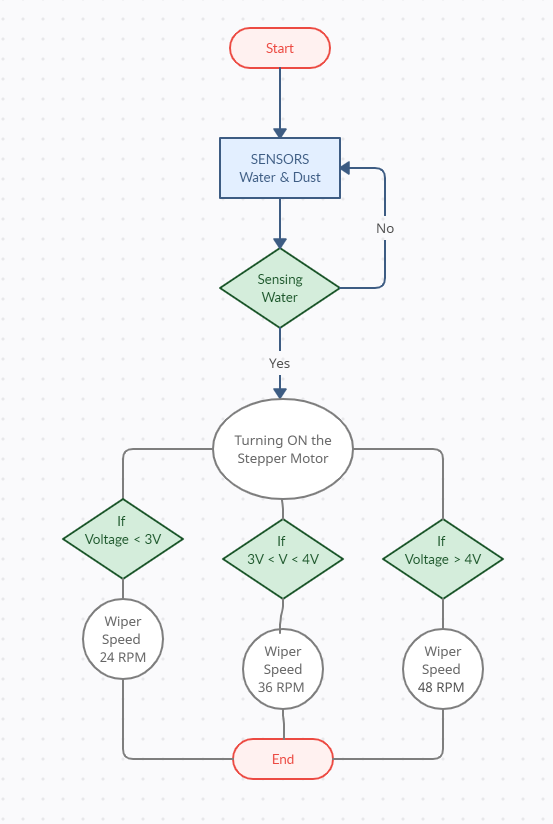 Start
SENSORS
Water & Dust
No
Sensing
Water
Yes
Turning ON the
Stepper Motor
If
Voltage < 3V
If
3V < V < 4V
If
Voltage > 4V
Wiper
Speed
24 RPM
Wiper
Speed
36 RPM
Wiper
Speed
48 RPM
End